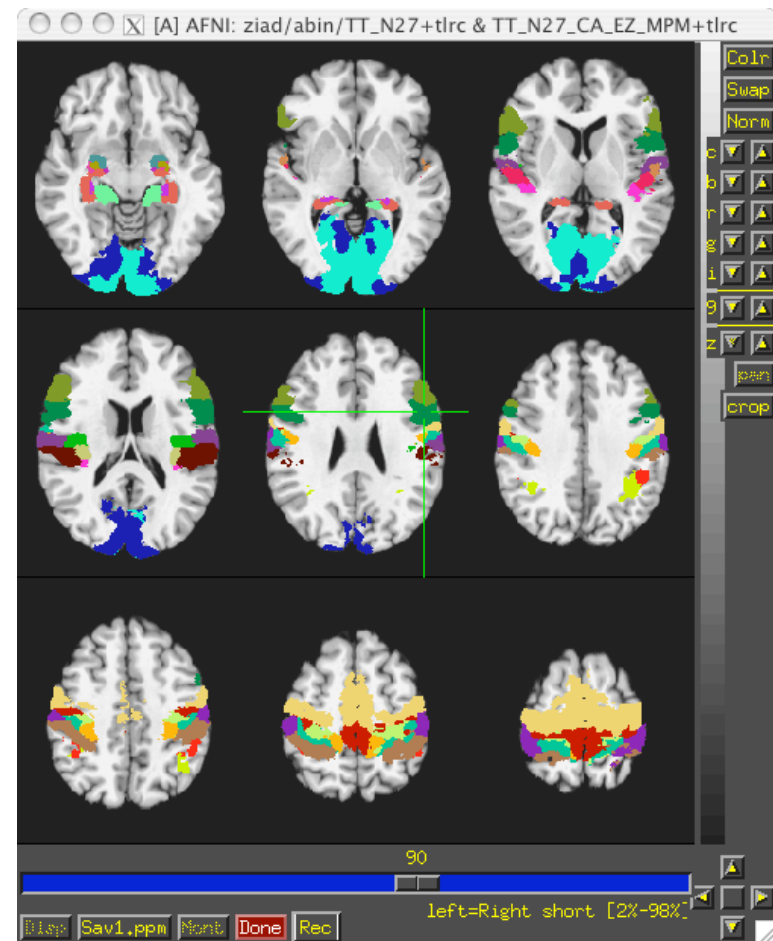 X [A] AFNI: ziad/abin/TT_N27+tlrc & TT_N27_CA_EZ_MPM+tlrc
Colr
Swap
Norm
c
b
r
g
i
9
z
pan
crop
90
left=Right short [2%-98%]
Disp Sav1.ppm Mont Done Rec